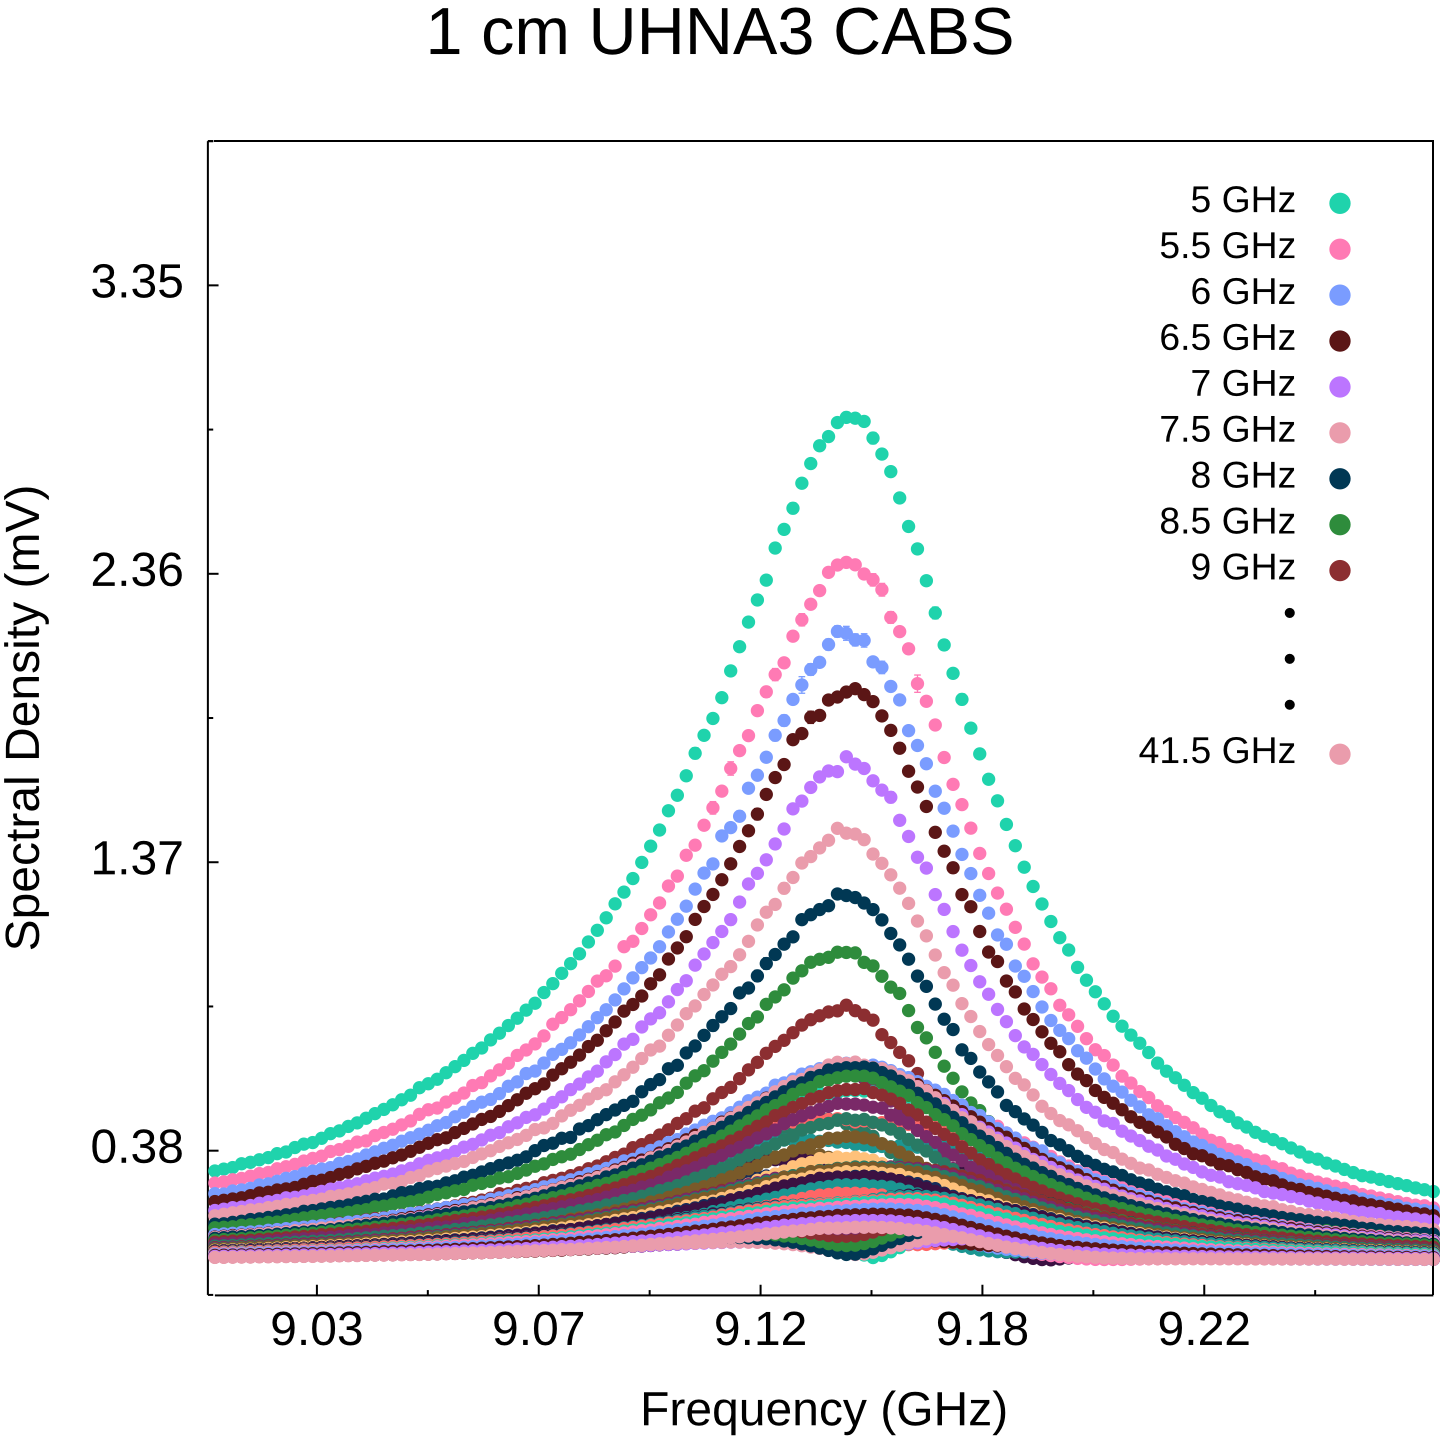 1 cm UHNA3 CABS
5 GHz
5.5 GHz
6 GHz
6.5 GHz
7 GHz
7.5 GHz
8 GHz
8.5 GHz
9 GHz
41.5 GHz
3.35
2.36
1.37
0.38
Spectral Density (mV)
9.03 9.07 9.12 9.18 9.22
Frequency (GHz)